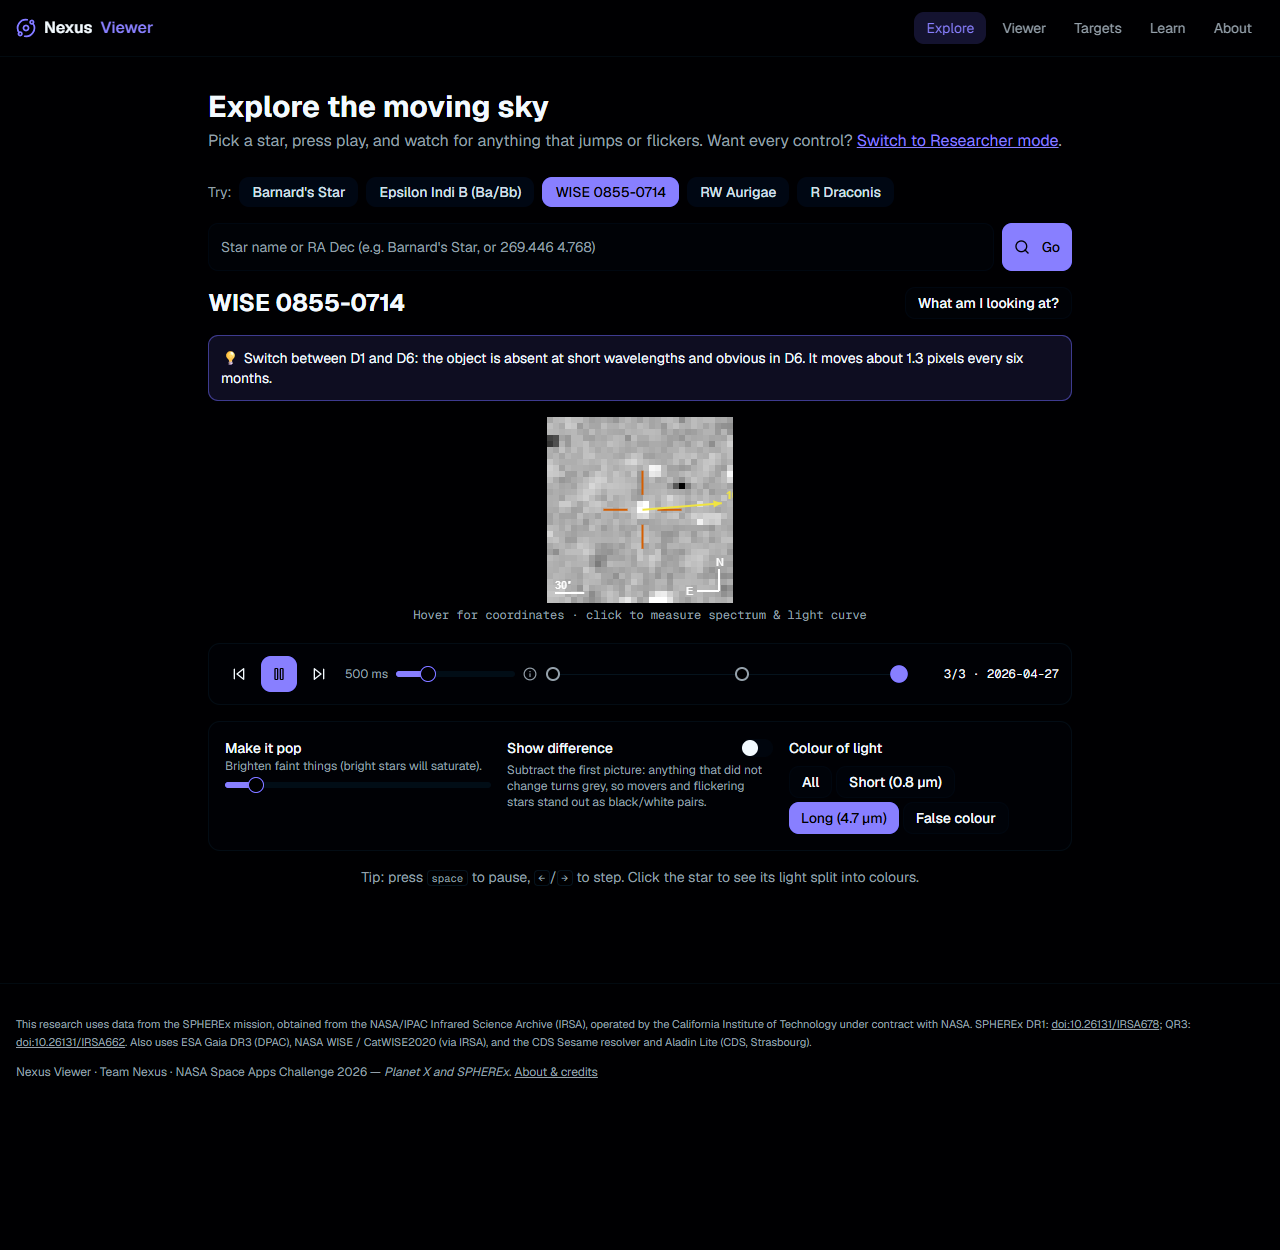 Nexus Viewer
Explore
Viewer
Targets
Learn
About
Explore the moving sky
Pick a star, press play, and watch for anything that jumps or flickers. Want every control? Switch to Researcher mode.
Try:
Barnard's Star
Epsilon Indi B (Ba/Bb)
WISE 0855-0714
RW Aurigae
R Draconis
Star name or RA Dec (e.g. Barnard's Star, or 269.446 4.768)
Go
WISE 0855-0714
What am I looking at?
💡 Switch between D1 and D6: the object is absent at short wavelengths and obvious in D6. It moves about 1.3 pixels every six
months.
N
E
30"
Hover for coordinates · click to measure spectrum & light curve
500 ms
3/3 · 2026-04-27
Make it pop
Brighten faint things (bright stars will saturate).
Show difference
Subtract the first picture: anything that did not
change turns grey, so movers and flickering
stars stand out as black/white pairs.
Colour of light
All
Short (0.8 µm)
Long (4.7 µm)
False colour
Tip: press space to pause, ← / → to step. Click the star to see its light split into colours.
This research uses data from the SPHEREx mission, obtained from the NASA/IPAC Infrared Science Archive (IRSA), operated by the California Institute of Technology under contract with NASA. SPHEREx DR1: doi:10.26131/IRSA678; QR3:
doi:10.26131/IRSA662. Also uses ESA Gaia DR3 (DPAC), NASA WISE / CatWISE2020 (via IRSA), and the CDS Sesame resolver and Aladin Lite (CDS, Strasbourg).
Nexus Viewer · Team Nexus · NASA Space Apps Challenge 2026 — Planet X and SPHEREx. About & credits